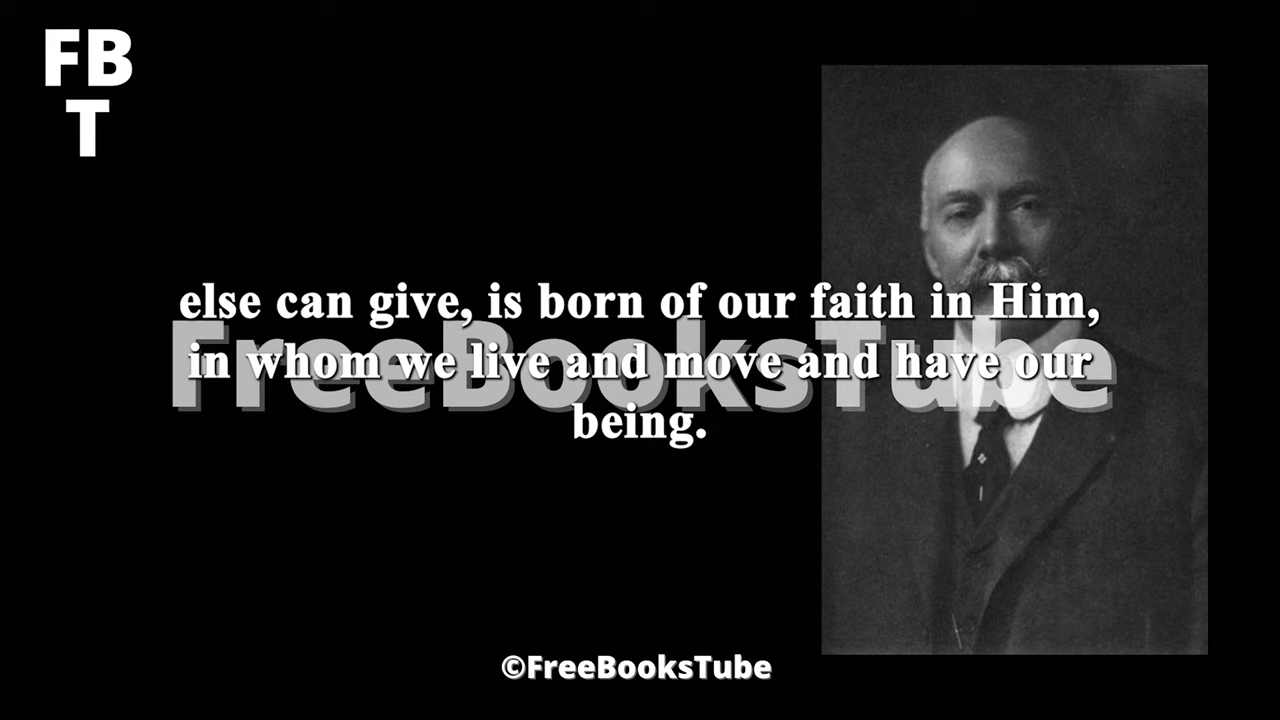 FB
T
else can give, is born of our faith in Him,
FreeBooksTube
in whom we live and move and have our
being.
©FreeBooksTube